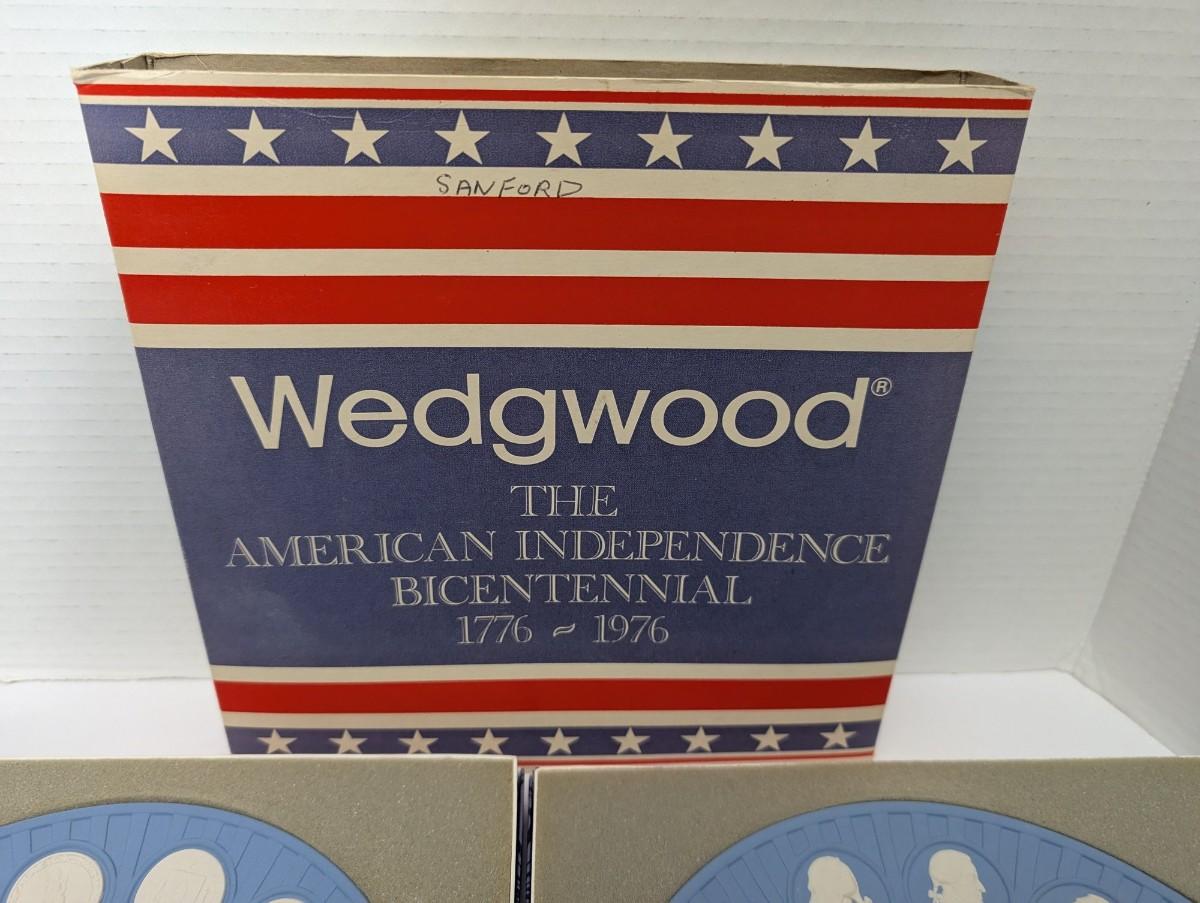 SANFORD
Wedgwood®
THE
AMERICAN INDEPENDENCE
BICENTENNIAL
1776 ~ 1976